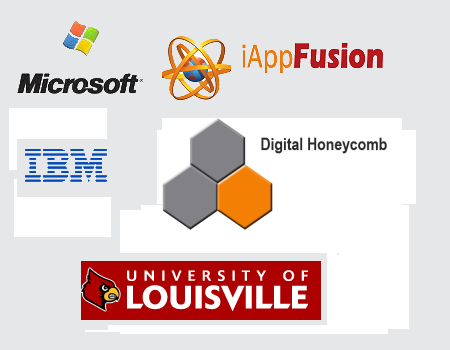 Microsoft
iAppFusion
IBM
Digital Honeycomb
UNIVERSITY OF
LOUISVILLE